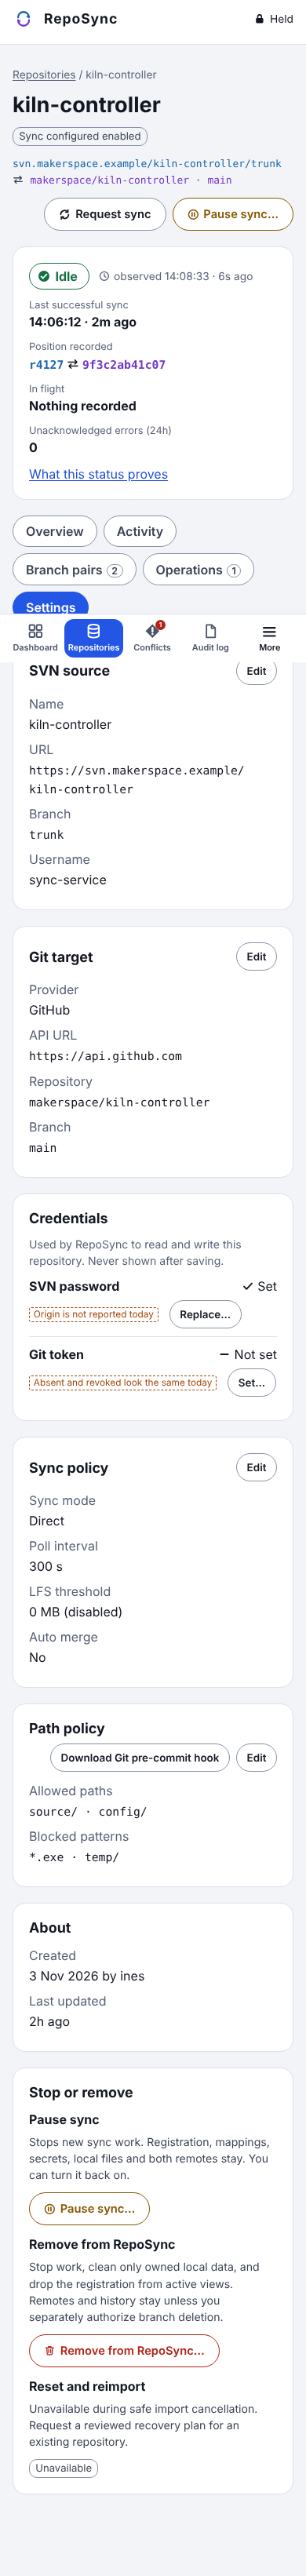 RepoSync
Held
Repositories / kiln-controller
kiln-controller
Sync configured enabled
svn.makerspace.example/kiln-controller/trunk
⇄ makerspace/kiln-controller · main
Request sync
Pause sync...
Idle
observed 14:08:33 · 6s ago
Last successful sync
14:06:12 · 2m ago
Position recorded
r4127 ⇄ 9f3c2ab41c07
In flight
Nothing recorded
Unacknowledged errors (24h)
0
What this status proves
Overview
Activity
Branch pairs 2
Operations 1
Settings
Dashboard
Repositories
1
Conflicts
Audit log
More
SVN source
Edit
Name
kiln-controller
URL
https://svn.makerspace.example/
kiln-controller
Branch
trunk
Username
sync-service
Git target
Edit
Provider
GitHub
API URL
https://api.github.com
Repository
makerspace/kiln-controller
Branch
main
Credentials
Used by RepoSync to read and write this
repository. Never shown after saving.
SVN password
Set
Origin is not reported today
Replace...
Git token
Not set
Absent and revoked look the same today
Set...
Sync policy
Edit
Sync mode
Direct
Poll interval
300 s
LFS threshold
0 MB (disabled)
Auto merge
No
Path policy
Download Git pre-commit hook
Edit
Allowed paths
source/ · config/
Blocked patterns
*.exe · temp/
About
Created
3 Nov 2026 by ines
Last updated
2h ago
Stop or remove
Pause sync
Stops new sync work. Registration, mappings,
secrets, local files and both remotes stay. You
can turn it back on.
Pause sync...
Remove from RepoSync
Stop work, clean only owned local data, and
drop the registration from active views.
Remotes and history stay unless you
separately authorize branch deletion.
Remove from RepoSync...
Reset and reimport
Unavailable during safe import cancellation.
Request a reviewed recovery plan for an
existing repository.
Unavailable